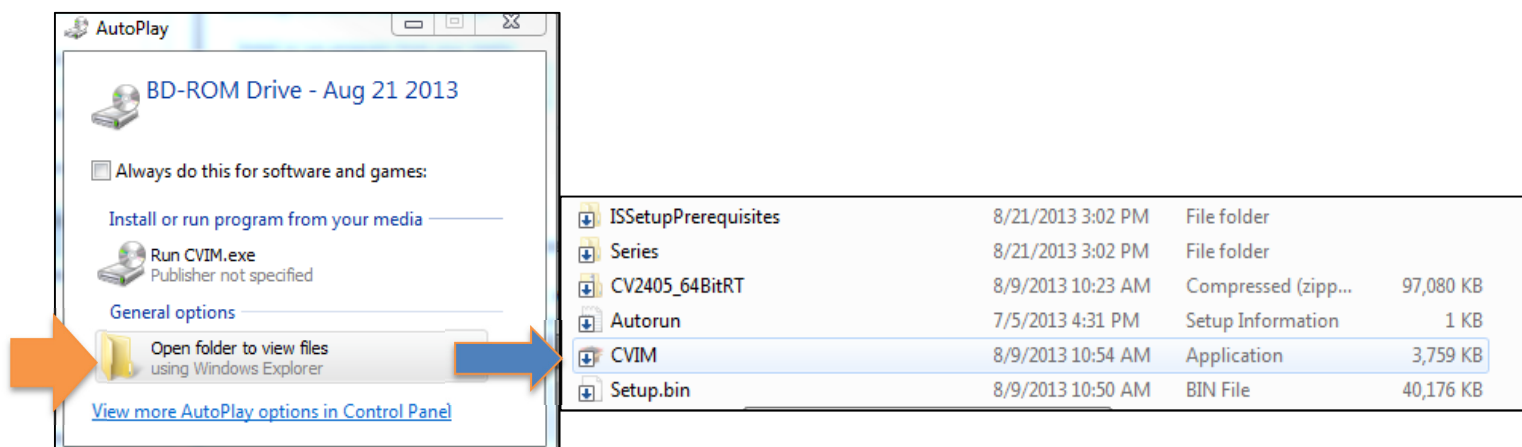 AutoPlay
BD-ROM Drive - Aug 21 2013
Always do this for software and games:
Install or run program from your media
Run CVIM.exe
Publisher not specified
General options
Open folder to view files
using Windows Explorer
View more AutoPlay options in Control Panel
ISSetupPrerequisites 8/21/2013 3:02 PM File folder
Series 8/21/2013 3:02 PM File folder
CV2405_64BitRT 8/9/2013 10:23 AM Compressed (zipp... 97,080 KB
Autorun 7/5/2013 4:31 PM Setup Information 1 KB
CVIM 8/9/2013 10:54 AM Application 3,759 KB
Setup.bin 8/9/2013 10:50 AM BIN File 40,176 KB